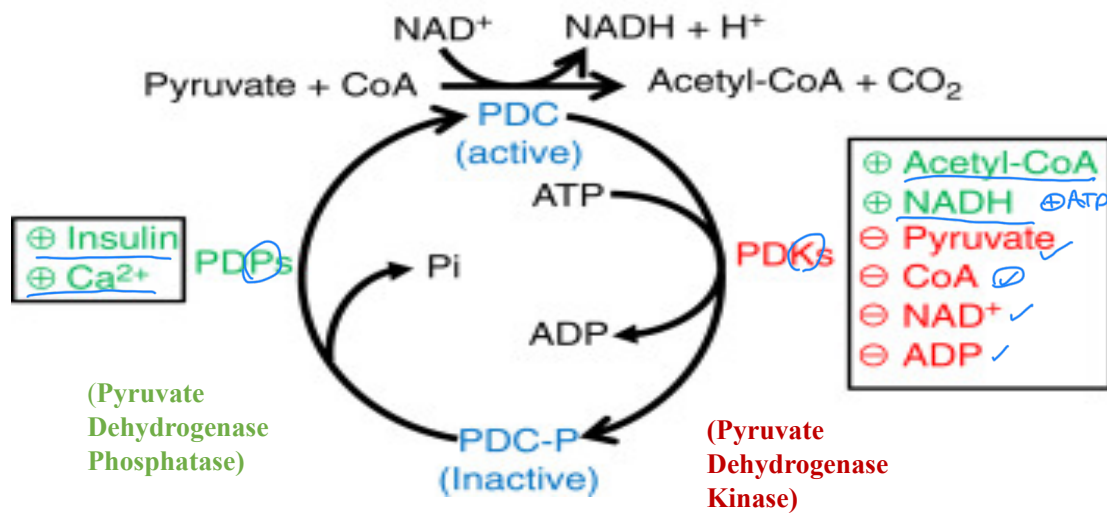 NAD⁺ NADH + H⁺
Pyruvate + CoA Acetyl-CoA + CO₂
PDC
(active)
⊕ Acetyl-CoA
⊕ NADH ⊕ ATP
⊖ Pyruvate ✓
⊖ CoA ✓
⊖ NAD⁺ ✓
⊖ ADP ✓
ATP
PDKs
⊕ Insulin
⊕ Ca²⁺
PDPs
Pi
ADP
(Pyruvate
Dehydrogenase
Phosphatase)
PDC-P
(Inactive)
(Pyruvate
Dehydrogenase
Kinase)